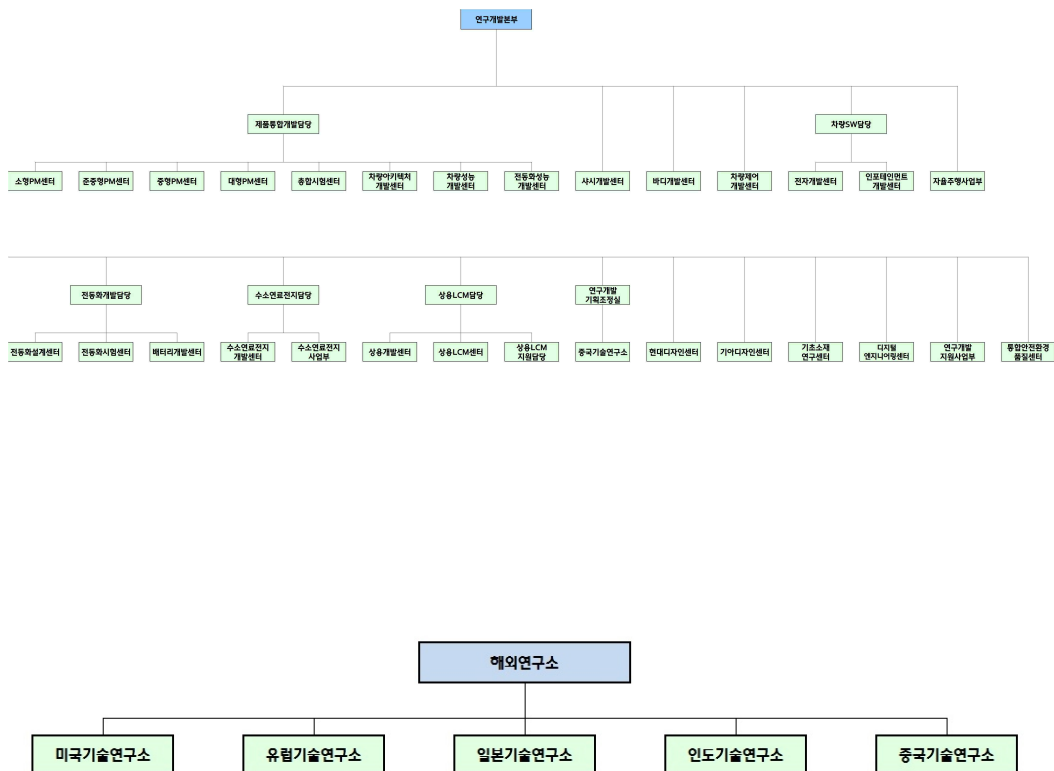 연구개발본부
제품통합개발담당
차량SW담당
소형PM센터
준중형PM센터
중형PM센터
대형PM센터
총합시험센터
차량아키텍처
개발센터
차량성능
개발센터
전동화성능
개발센터
샤시개발센터
바디개발센터
차량제어
개발센터
전자개발센터
인포테인먼트
개발센터
자율주행사업부
전동화개발담당
수소연료전지담당
상용LCM담당
연구개발
기획조정실
전동화설계센터
전동화시험센터
배터리개발센터
수소연료전지
개발센터
수소연료전지
사업부
상용개발센터
상용LCM센터
상용LCM
지원담당
중국기술연구소
현대디자인센터
기아디자인센터
기초소재
연구센터
디지털
엔지니어링센터
연구개발
지원사업부
통합안전환경
품질센터
해외연구소
미국기술연구소
유럽기술연구소
일본기술연구소
인도기술연구소
중국기술연구소